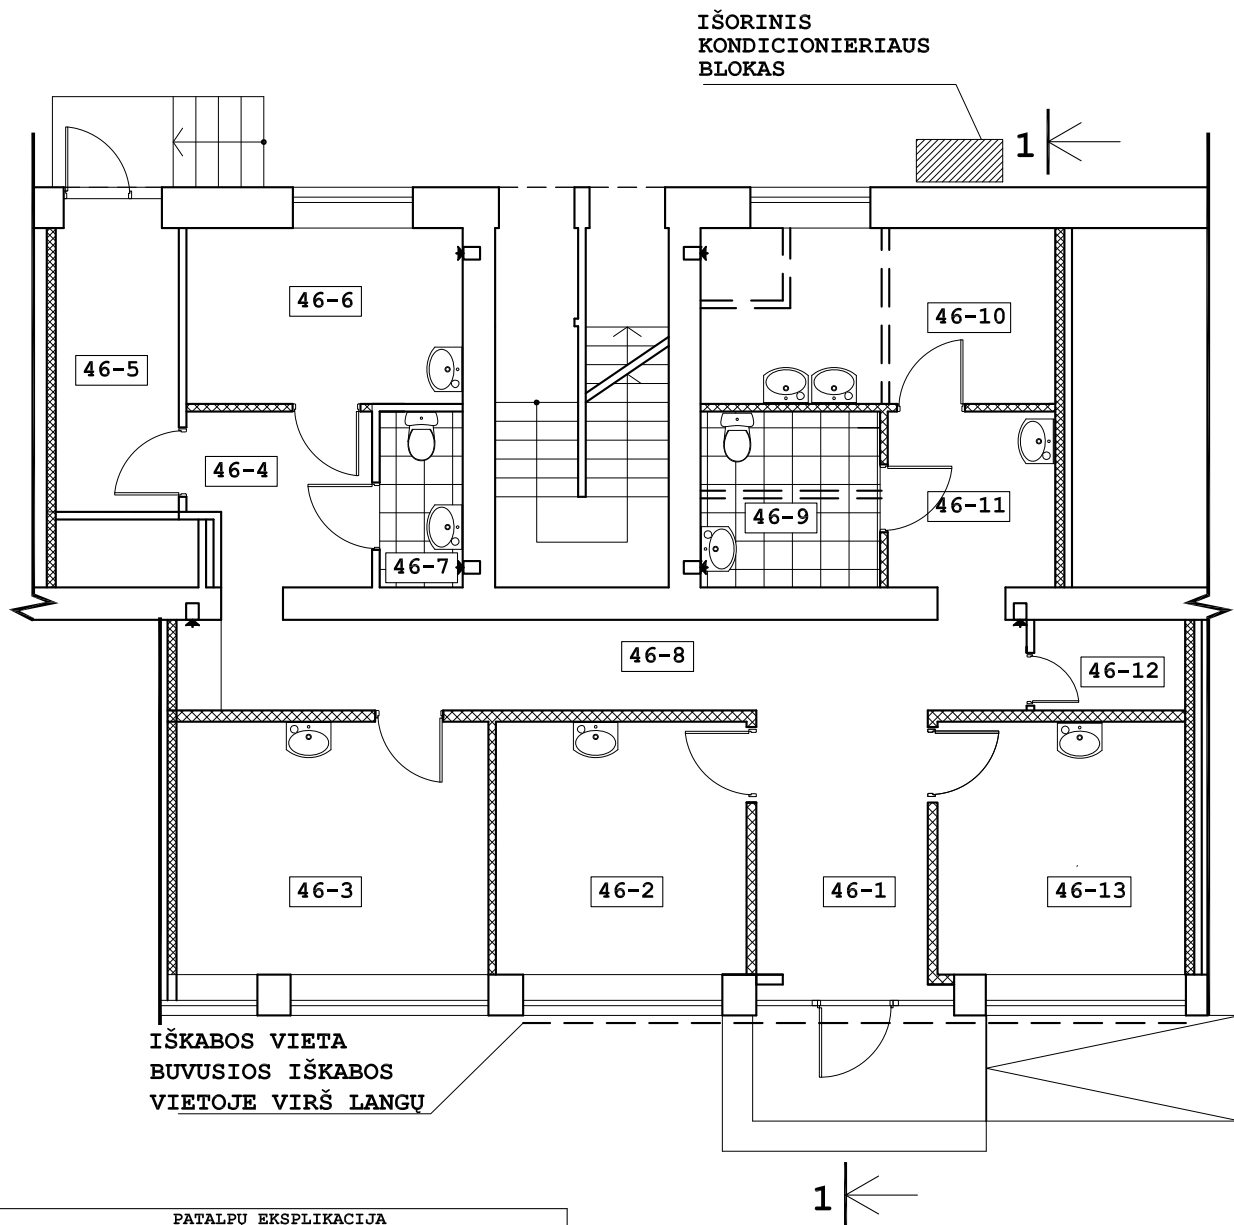 IŠORINIS
KONDICIONIERIAUS
BLOKAS
1
46-6
46-10
46-5
46-4
46-11
46-9
46-7
46-8
46-12
46-3
46-2
46-1
46-13
IŠKABOS VIETA
BUVUSIOS IŠKABOS
VIETOJE VIRŠ LANGŲ
1
PATALPŲ EKSPLIKACIJA